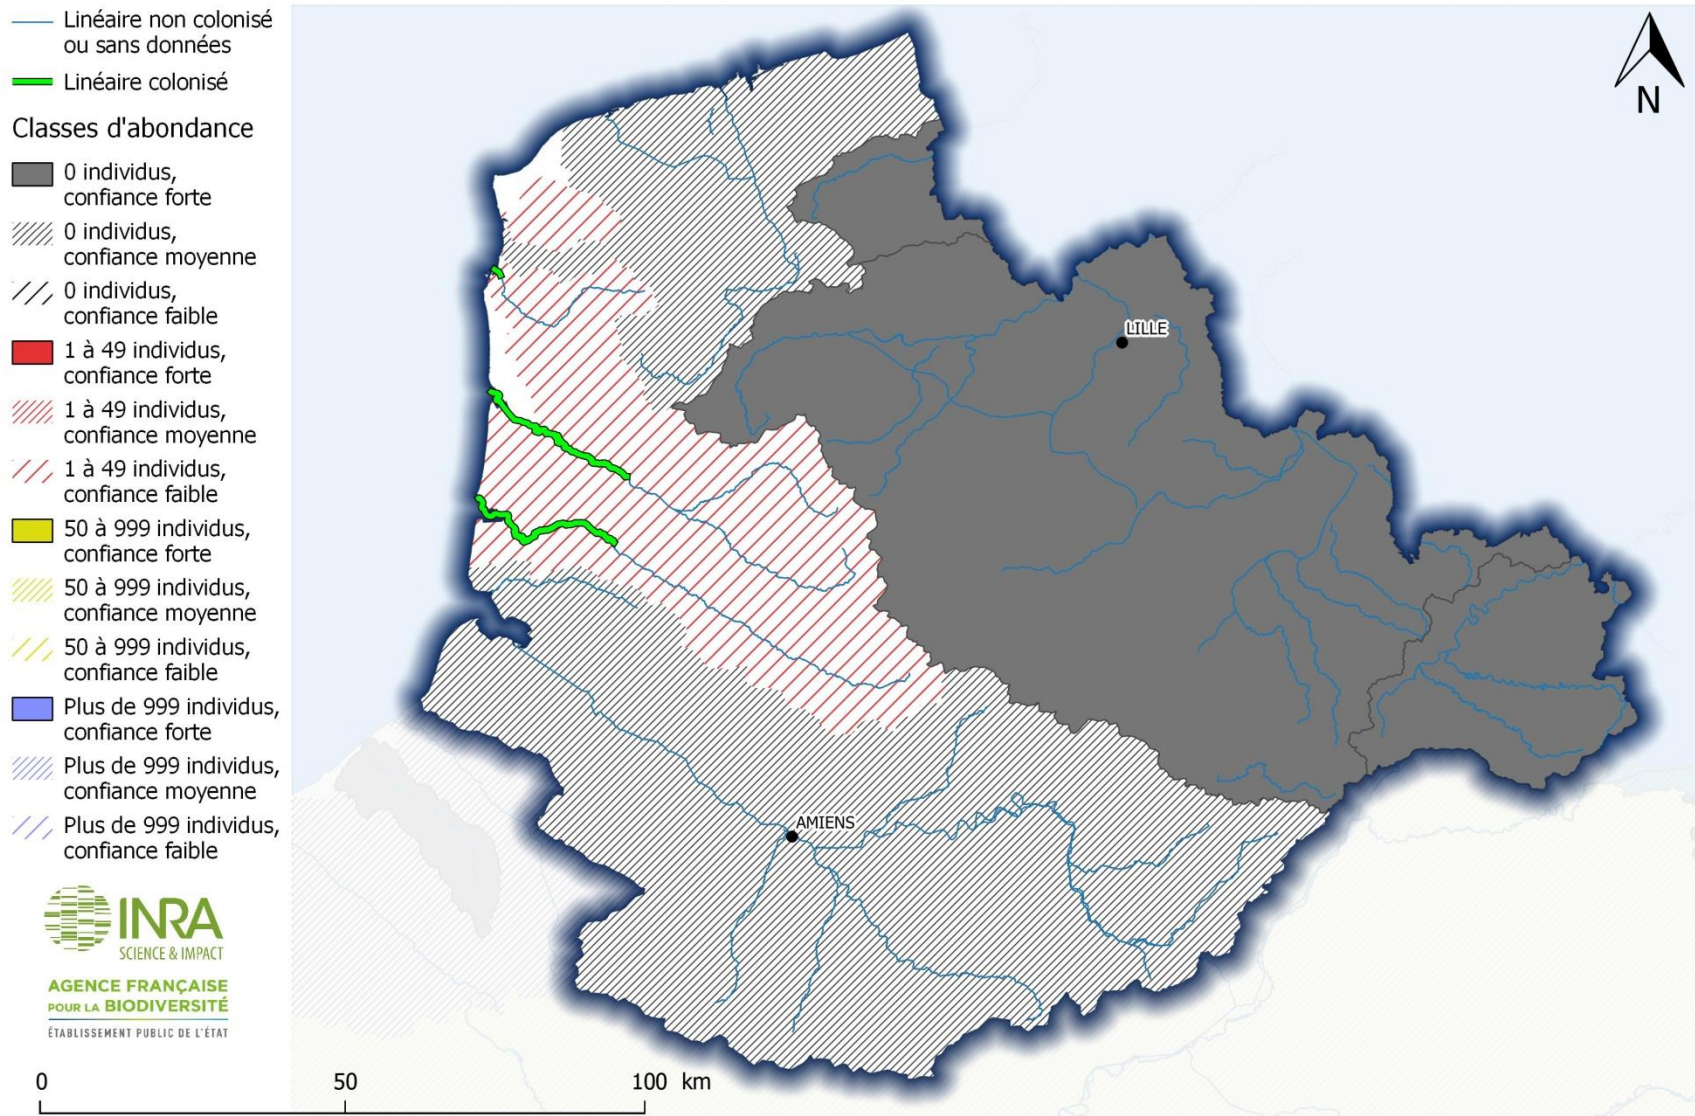 Linéaire non colonisé
ou sans données
Linéaire colonisé
Classes d'abondance
0 individus,
confiance forte
0 individus,
confiance moyenne
0 individus,
confiance faible
1 à 49 individus,
confiance forte
1 à 49 individus,
confiance moyenne
1 à 49 individus,
confiance faible
50 à 999 individus,
confiance forte
50 à 999 individus,
confiance moyenne
50 à 999 individus,
confiance faible
Plus de 999 individus,
confiance forte
Plus de 999 individus,
confiance moyenne
Plus de 999 individus,
confiance faible
INRA
SCIENCE & IMPACT
AGENCE FRANÇAISE
POUR LA BIODIVERSITÉ
ÉTABLISSEMENT PUBLIC DE L'ÉTAT
0 50 100 km
N
LILLE
AMIENS